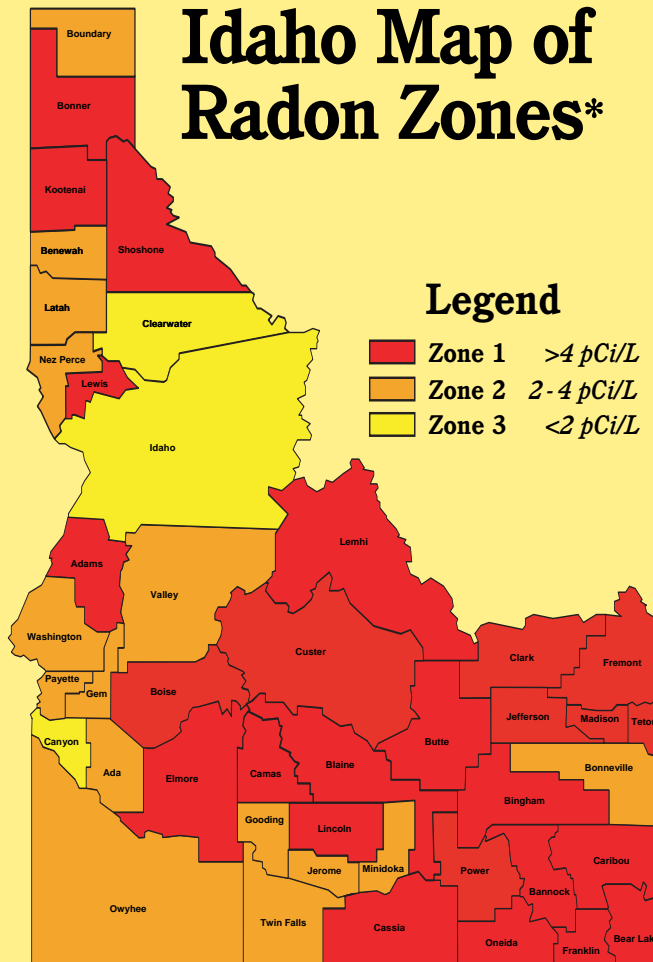 Idaho Map of
Radon Zones*
Boundary
Bonner
Kootenai
Benewah
Shoshone
Latah
Clearwater
Nez Perce
Lewis
Idaho
Legend
Zone 1 >4 pCi/L
Zone 2 2-4 pCi/L
Zone 3 <2 pCi/L
Lemhi
Adams
Valley
Washington
Custer
Clark
Fremont
Payette
Gem
Boise
Jefferson
Madison
Teto
Canyon
Ada
Butte
Elmore
Camas
Blaine
Bonneville
Bingham
Gooding
Lincoln
Jerome
Minidoka
Power
Caribou
Bannock
Owyhee
Twin Falls
Cassia
Oneida
Franklin
Bear Lak